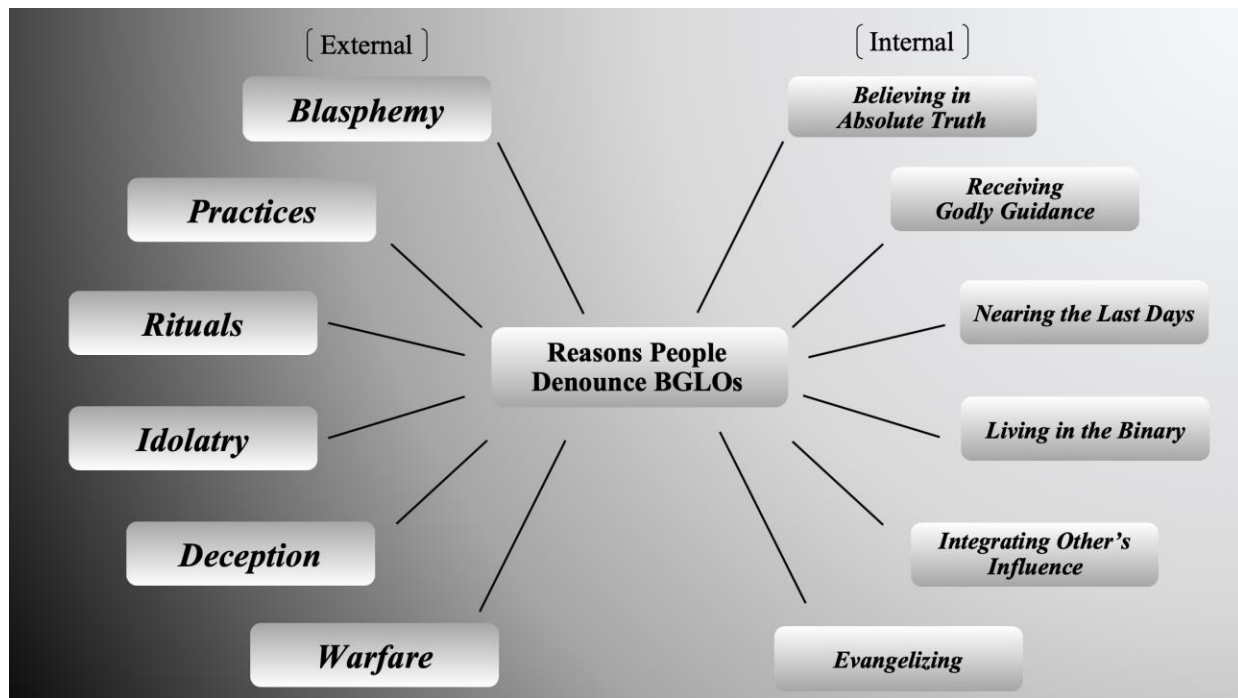 [ External ]
[ Internal ]
Blasphemy
Practices
Rituals
Idolatry
Deception
Warfare
Reasons People
Denounce BGLOs
Believing in
Absolute Truth
Receiving
Godly Guidance
Nearing the Last Days
Living in the Binary
Integrating Other’s
Influence
Evangelizing